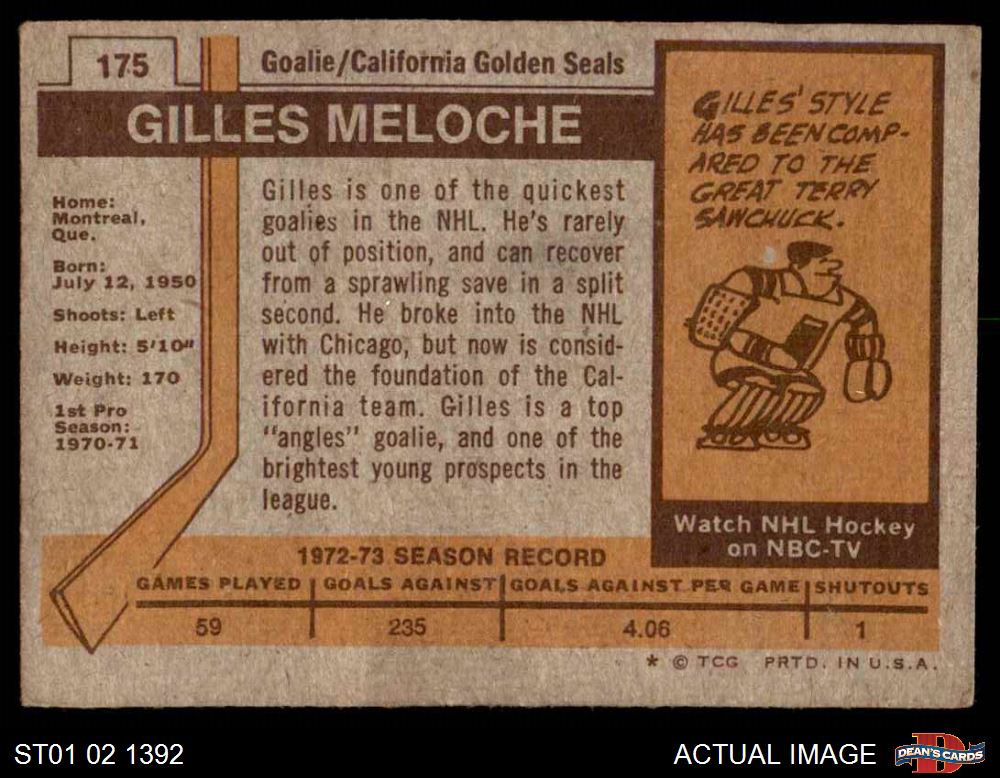 175
Goalie/California Golden Seals
GILLES MELOCHE
Home:
Montreal,
Que.
Born:
July 12, 1950
Shoots: Left
Height: 5'10"
Weight: 170
1st Pro
Season:
1970-71
Gilles is one of the quickest
goalies in the NHL. He's rarely
out of position, and can recover
from a sprawling save in a split
second. He broke into the NHL
with Chicago, but now is consid-
ered the foundation of the Cal-
ifornia team. Gilles is a top
"angles" goalie, and one of the
brightest young prospects in the
league.
GILLES' STYLE
HAS BEEN COMP-
ARED TO THE
GREAT TERRY
SAWCHUCK.
Watch NHL Hockey
on NBC-TV
1972-73 SEASON RECORD
GAMES PLAYED GOALS AGAINST GOALS AGAINST PER GAME SHUTOUTS
59 235 4.06 1
* © TCG PRTD. IN U.S.A.
ST01 02 1392
ACTUAL IMAGE
D
DEAN'S CARDS